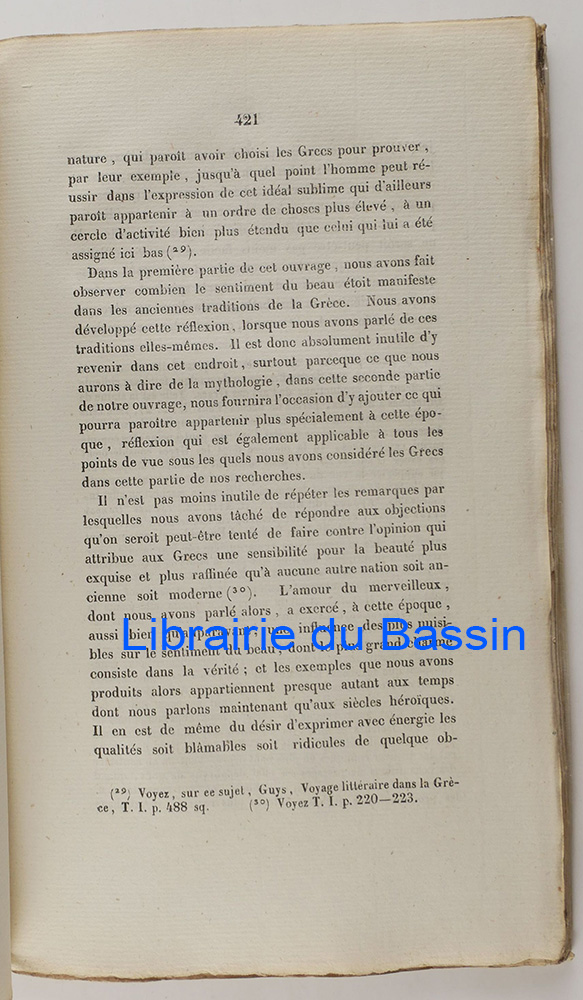 421
nature , qui paroît avoir choisi les Grecs pour prouver ,
par leur exemple , jusqu'à quel point l'homme peut ré-
ussir dans l'expression de cet idéal sublime qui d'ailleurs
paroît appartenir à un ordre de choses plus élevé , à un
cercle d'activité bien plus étendu que celui qui lui a été
assigné ici bas (²⁹).
Dans la première partie de cet ouvrage , nous avons fait
observer combien le sentiment du beau étoit manifeste
dans les anciennes traditions de la Grèce. Nous avons
développé cette réflexion, lorsque nous avons parlé de ces
traditions elles-mêmes. Il est donc absolument inutile d'y
revenir dans cet endroit, surtout parceque ce que nous
aurons à dire de la mythologie , dans cette seconde partie
de notre ouvrage, nous fournira l'occasion d'y ajouter ce qui
pourra paroître appartenir plus spécialement à cette épo-
que , réflexion qui est également applicable à tous les
points de vue sous les quels nous avons considéré les Grecs
dans cette partie de nos recherches.
Il n'est pas moins inutile de répéter les remarques par
lesquelles nous avons tâché de répondre aux objections
qu'on seroit peut-être tenté de faire contre l'opinion qui
attribue aux Grecs une sensibilité pour la beauté plus
exquise et plus raffinée qu'à aucune autre nation soit an-
cienne soit moderne (³⁰). L'amour du merveilleux ,
dont nous avons parlé alors , a exercé , à cette époque ,
aussi bien qu'auparavant, une influence des plus nuisi-
bles sur le sentiment du beau, dont le plus grand charme
Librairie du Bassin
consiste dans la vérité ; et les exemples que nous avons
produits alors appartiennent presque autant aux temps
dont nous parlons maintenant qu'aux siècles héroïques.
Il en est de même du désir d'exprimer avec énergie les
qualités soit blâmables soit ridicules de quelque ob-
(²⁹) Voyez , sur ce sujet , Guys , Voyage littéraire dans la Grè-
ce , T. I. p. 488 sq. (³⁰) Voyez T. I. p. 220—223.